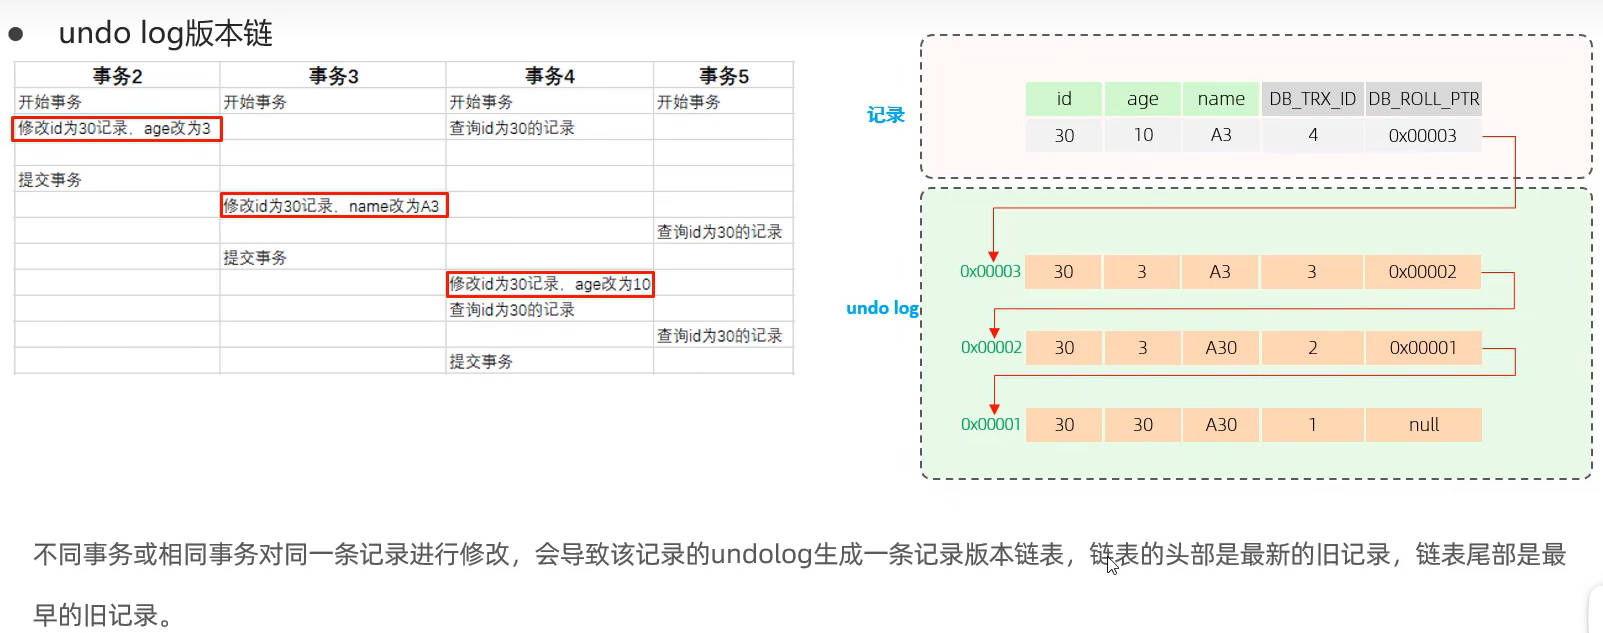 ● undo log版本链
事务2 事务3 事务4 事务5
开始事务 开始事务 开始事务 开始事务
修改id为30记录，age改为3 查询id为30的记录
提交事务
修改id为30记录，name改为A3
查询id为30的记录
提交事务
修改id为30记录，age改为10
查询id为30的记录
查询id为30的记录
提交事务
记录
id age name DB_TRX_ID DB_ROLL_PTR
30 10 A3 4 0x00003
undo log
0x00003 30 3 A3 3 0x00002
0x00002 30 3 A30 2 0x00001
0x00001 30 30 A30 1 null
不同事务或相同事务对同一条记录进行修改，会导致该记录的undolog生成一条记录版本链表，链表的头部是最新的旧记录，链表尾部是最
早的旧记录。